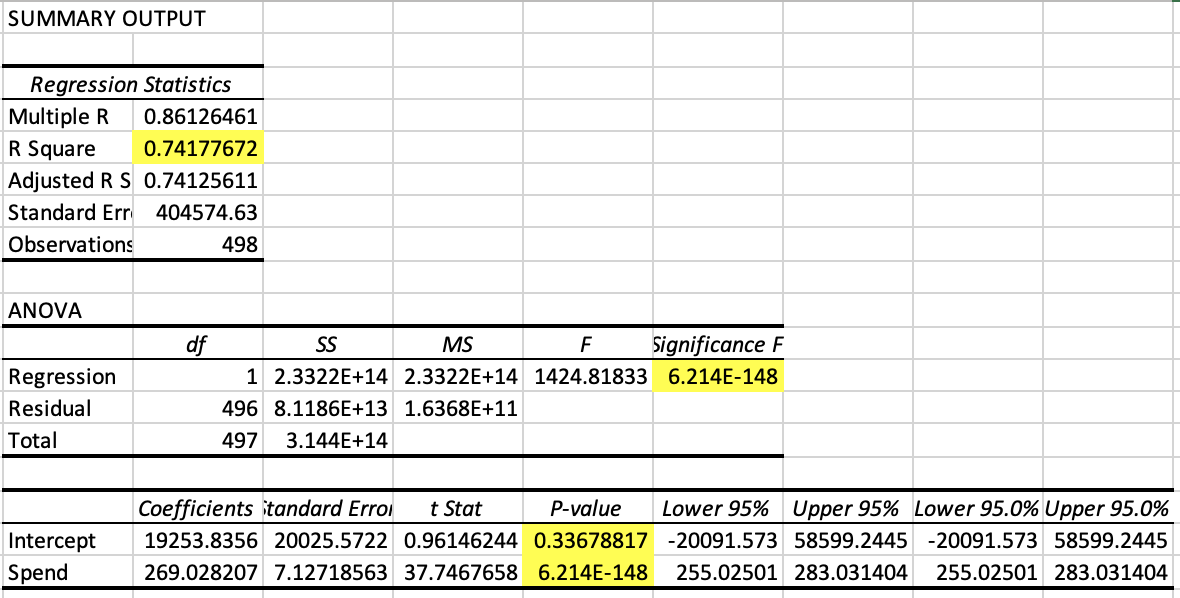 SUMMARY OUTPUT
Regression Statistics
Multiple R 0.86126461
R Square 0.74177672
Adjusted R S 0.74125611
Standard Err 404574.63
Observations 498
ANOVA
df SS MS F Significance F
Regression 1 2.3322E+14 2.3322E+14 1424.81833 6.214E-148
Residual 496 8.1186E+13 1.6368E+11
Total 497 3.144E+14
Coefficients Standard Error t Stat P-value Lower 95% Upper 95% Lower 95.0% Upper 95.0%
Intercept 19253.8356 20025.5722 0.96146244 0.33678817 -20091.573 58599.2445 -20091.573 58599.2445
Spend 269.028207 7.12718563 37.7467658 6.214E-148 255.02501 283.031404 255.02501 283.031404